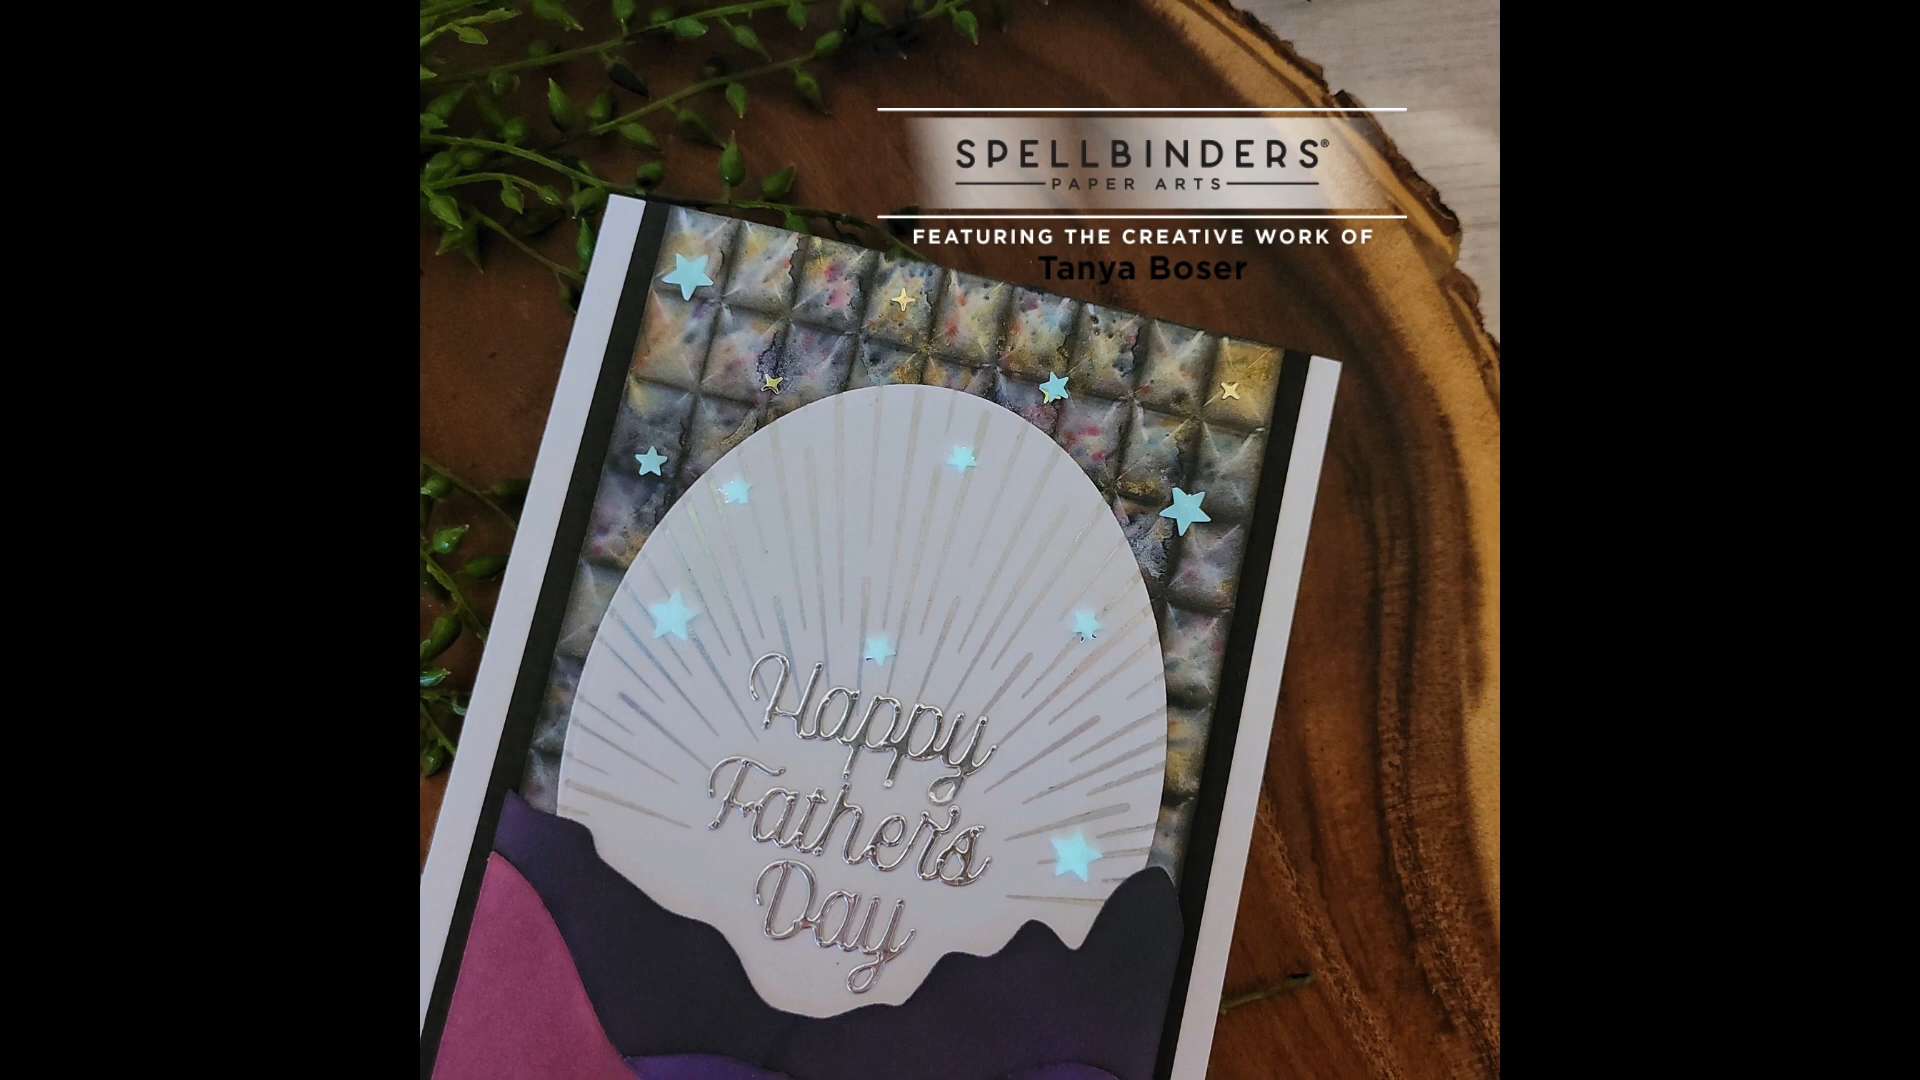 SPELLBINDERS®
PAPER ARTS
FEATURING THE CREATIVE WORK OF
Tanya Boser
Happy
Father's
Day